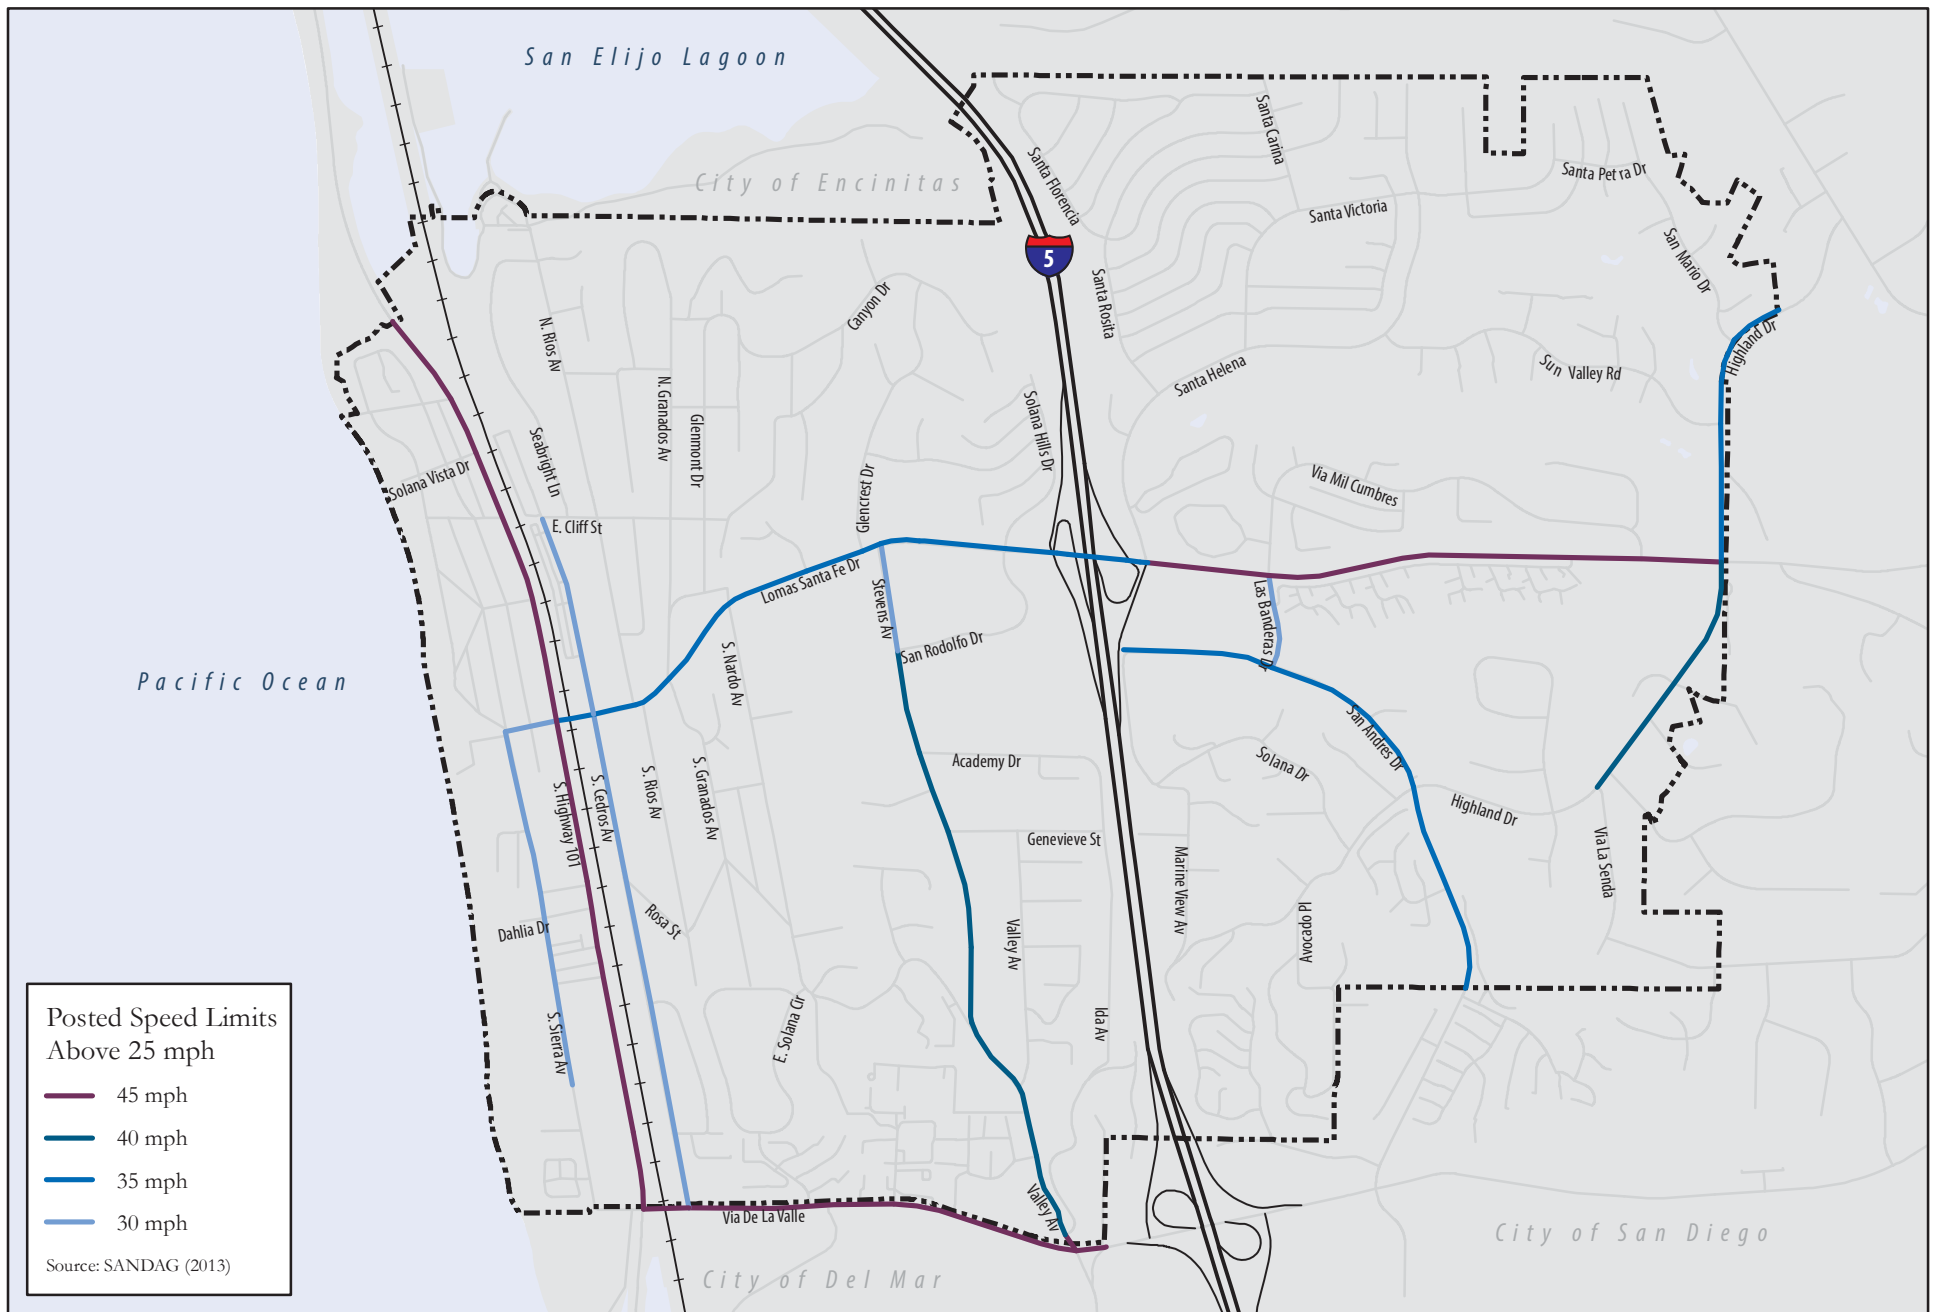 San Elijo Lagoon
City of Encinitas
Santa Carina
Santa Florencia
Santa Petra Dr
Santa Victoria
San Mario Dr
5
Santa Rosita
Canyon Dr
N. Rios Av
Highland Dr
Sun Valley Rd
Santa Helena
N. Granados Av
Glenmont Dr
Solana Hills Dr
Seabright Ln
Solana Vista Dr
Glencrest Dr
Via Mil Cumbres
E. Cliff St
Lomas Santa Fe Dr
Stevens Av
Las Banderas Dr
San Rodolfo Dr
S. Nardo Av
Pacific Ocean
San Andres Dr
Academy Dr
Solana Dr
S. Highway 101
S. Cedros Av
S. Rios Av
S. Granados Av
Highland Dr
Genevieve St
Marine View Av
Via La Senda
Rosa St
Dahlia Dr
Valley Av
Avocado Pl
S. Sierra Av
E. Solana Cir
Ida Av
Valley Av
Via De La Valle
City of San Diego
City of Del Mar
Posted Speed Limits
Above 25 mph
45 mph
40 mph
35 mph
30 mph
Source: SANDAG (2013)